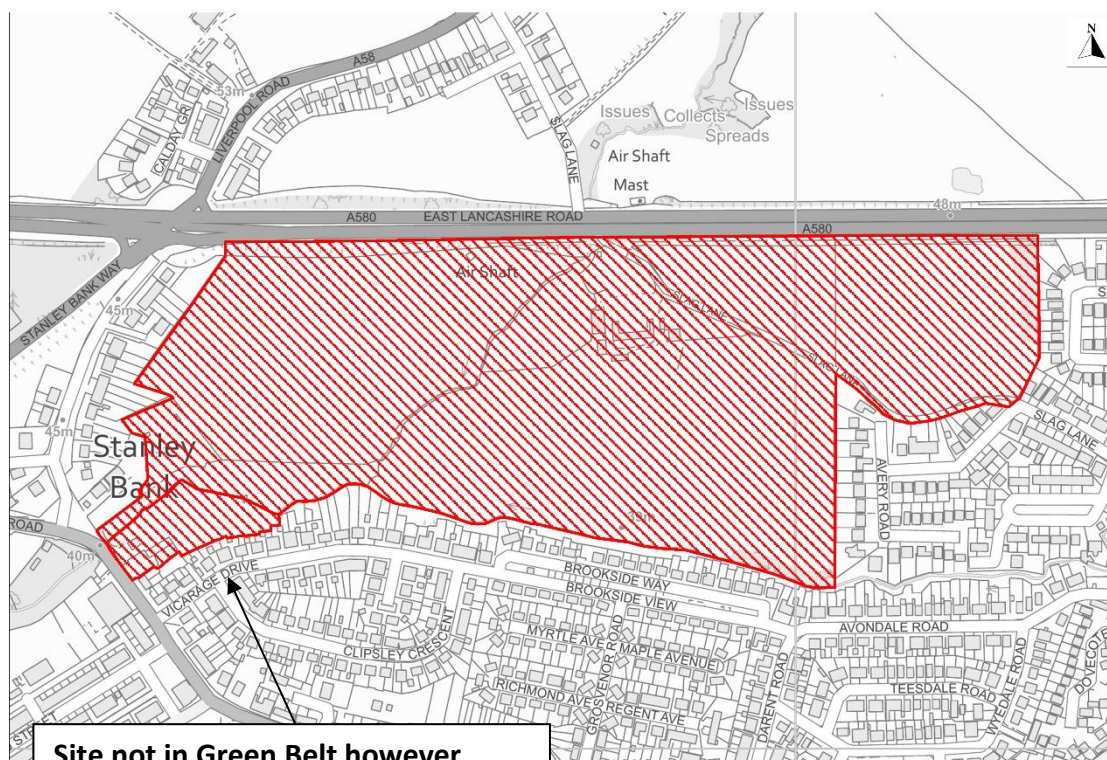 N
A58
53m
LIVERPOOL ROAD
CALDAY GR
SLAG LANE
Issues
Collects
Issues
Spreads
Air Shaft
Mast
A580
EAST LANCASHIRE ROAD
48m
A580
STANLEY BANK WAY
45m
Air Shaft
SLAG LANE
SLAG LANE
SLAG LANE
45m
Stanley
Bank
AVERY ROAD
ROAD
40m
39m
VICARAGE DRIVE
BROOKSIDE WAY
BROOKSIDE VIEW
CLIPSLEY CRESCENT
MYRTLE AVE
MAPLE AVENUE
GROSVENOR ROAD
RICHMOND AVE
REGENT AVE
DARENT ROAD
AVONDALE ROAD
TEESDALE ROAD
WYEDALE ROAD
DOVECOTE
STREET
Site not in Green Belt however